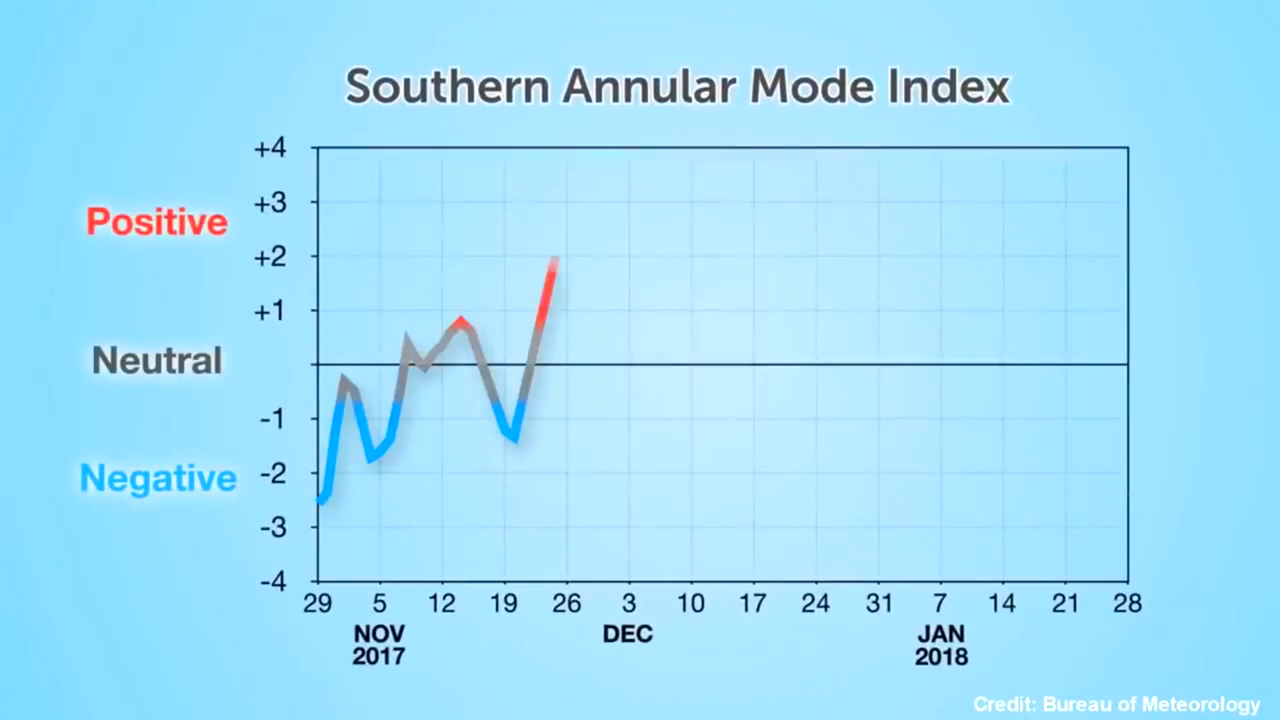 Southern Annular Mode Index
+4
+3
Positive
+2
+1
Neutral
-1
Negative -2
-3
-4
29 5 12 19 26 3 10 17 24 31 7 14 21 28
NOV DEC JAN
2017 2018
Credit: Bureau of Meteorology